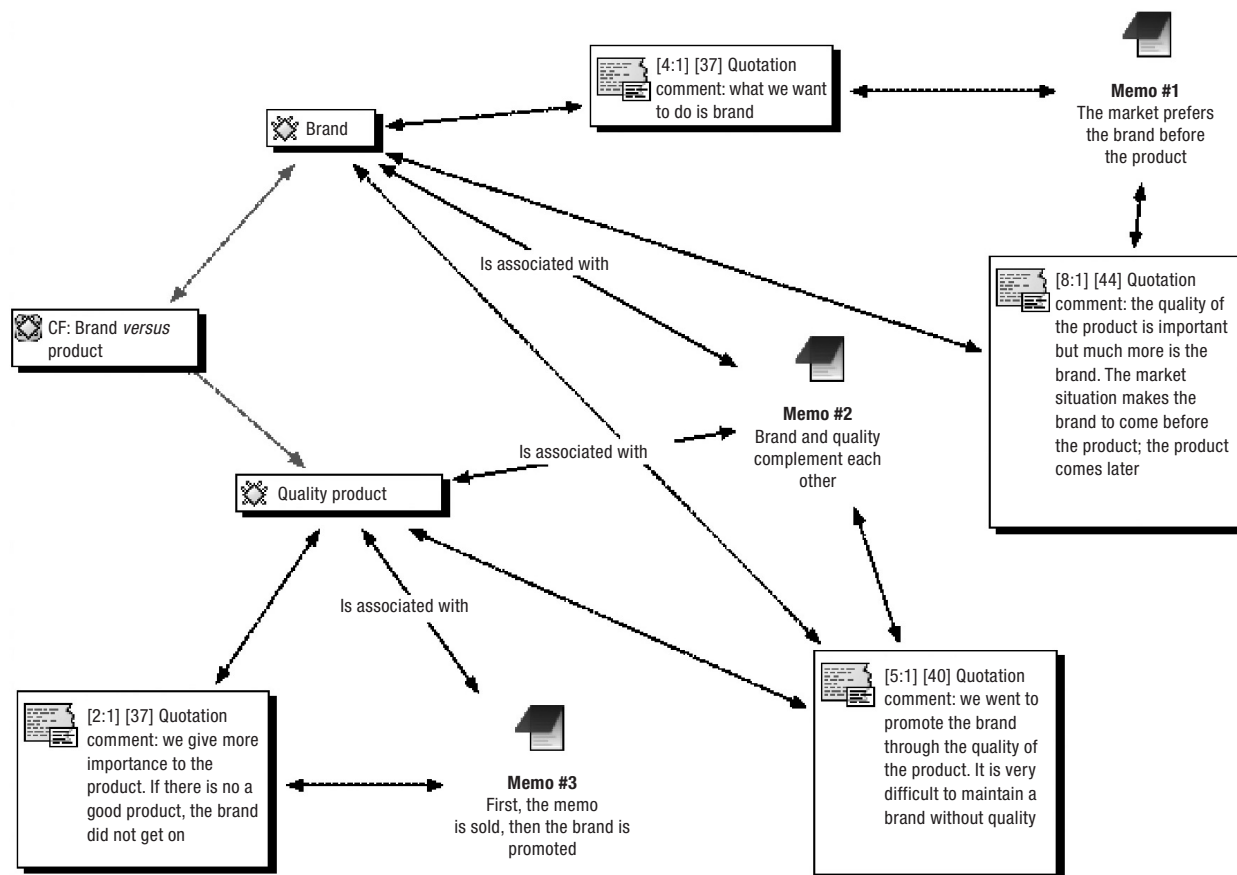 [4:1] [37] Quotation
comment: what we want
to do is brand
Memo #1
The market prefers
the brand before
the product
Brand
Is associated with
[8:1] [44] Quotation
comment: the quality of
the product is important
but much more is the
brand. The market
situation makes the
brand to come before
the product; the product
comes later
CF: Brand versus
product
Memo #2
Brand and quality
complement each
other
Is associated with
Quality product
Is associated with
[2:1] [37] Quotation
comment: we give more
importance to the
product. If there is no a
good product, the brand
did not get on
Memo #3
First, the memo
is sold, then the brand is
promoted
[5:1] [40] Quotation
comment: we went to
promote the brand
through the quality of
the product. It is very
difficult to maintain a
brand without quality